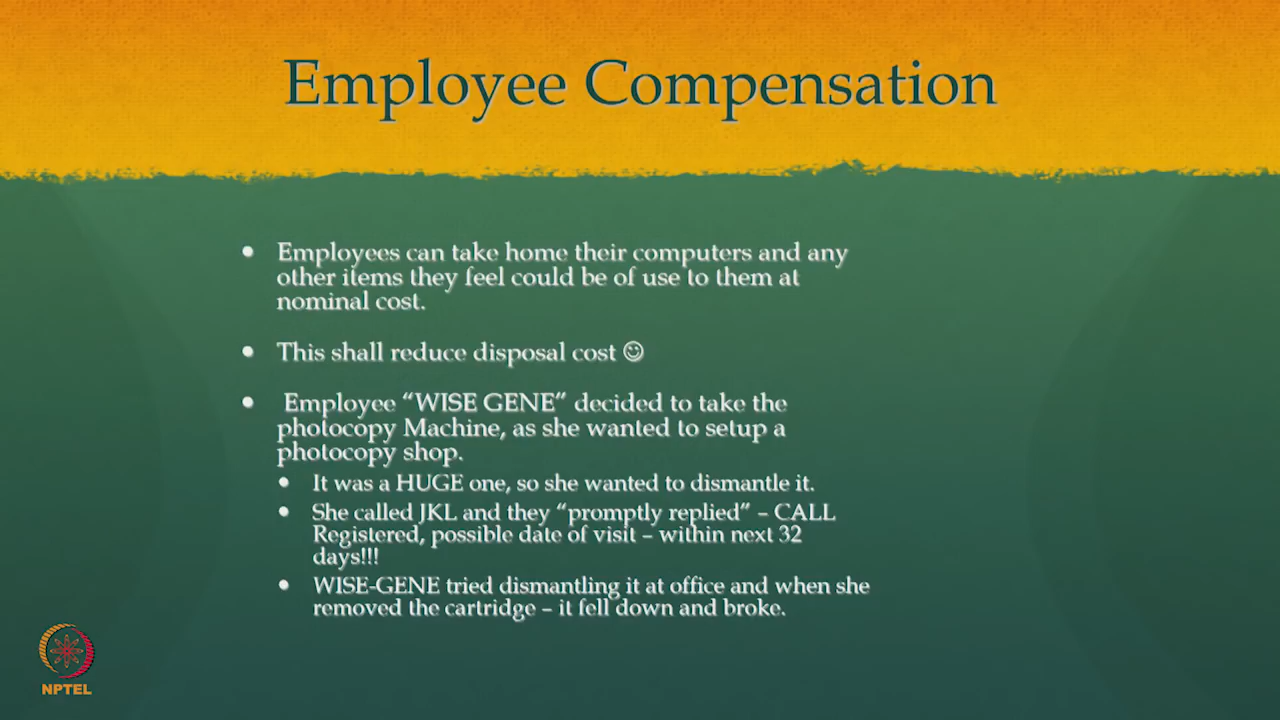 Employee Compensation
• Employees can take home their computers and any
other items they feel could be of use to them at
nominal cost.
• This shall reduce disposal cost ☺
• Employee “WISE GENE” decided to take the
photocopy Machine, as she wanted to setup a
photocopy shop.
• It was a HUGE one, so she wanted to dismantle it.
• She called JKL and they “promptly replied” – CALL
Registered, possible date of visit – within next 32
days!!!
• WISE-GENE tried dismantling it at office and when she
removed the cartridge – it fell down and broke.
NPTEL